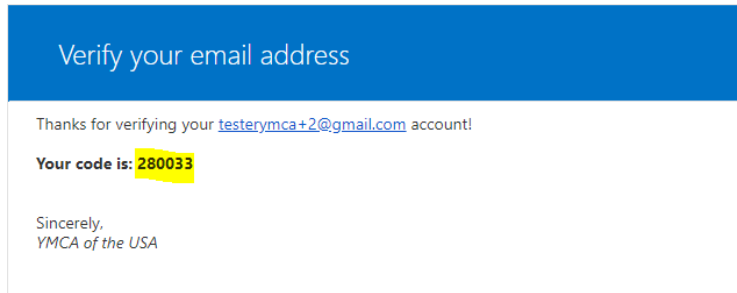 Verify your email address
Thanks for verifying your testerymca+2@gmail.com account!
Your code is: 280033
Sincerely,
YMCA of the USA